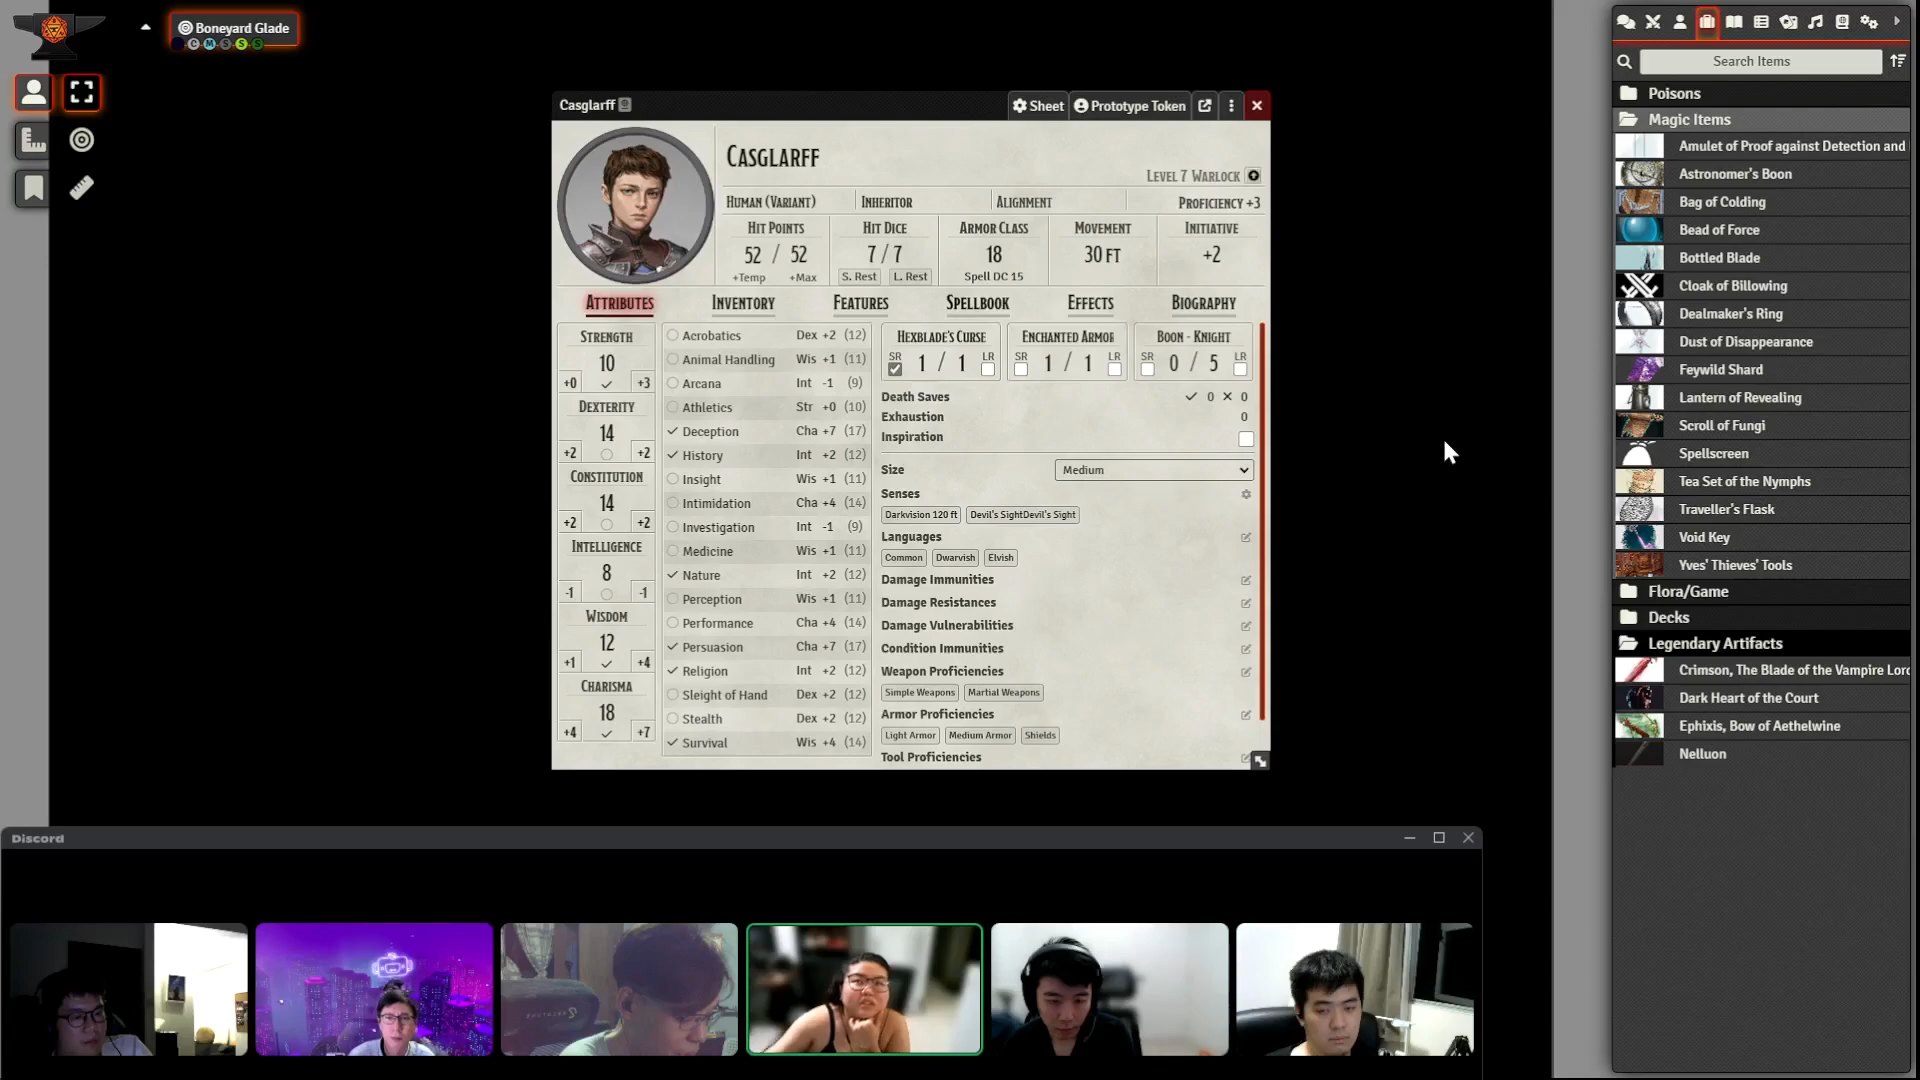 Boneyard Glade
C M S S S
Casglarff
Sheet
Prototype Token
CASGLARFF
LEVEL 7 WARLOCK
HUMAN (VARIANT)
INHERITOR
ALIGNMENT
PROFICIENCY +3
HIT POINTS
52 / 52
+Temp +Max
HIT DICE
7 / 7
S. Rest L. Rest
ARMOR CLASS
18
Spell DC 15
MOVEMENT
30 FT
INITIATIVE
+2
ATTRIBUTES
INVENTORY
FEATURES
SPELLBOOK
EFFECTS
BIOGRAPHY
STRENGTH
10
+0 +3
DEXTERITY
14
+2 +2
CONSTITUTION
14
+2 +2
INTELLIGENCE
8
-1 -1
WISDOM
12
+1 +4
CHARISMA
18
+4 +7
Acrobatics Dex +2 (12)
Animal Handling Wis +1 (11)
Arcana Int -1 (9)
Athletics Str +0 (10)
Deception Cha +7 (17)
History Int +2 (12)
Insight Wis +1 (11)
Intimidation Cha +4 (14)
Investigation Int -1 (9)
Medicine Wis +1 (11)
Nature Int +2 (12)
Perception Wis +1 (11)
Performance Cha +4 (14)
Persuasion Cha +7 (17)
Religion Int +2 (12)
Sleight of Hand Dex +2 (12)
Stealth Dex +2 (12)
Survival Wis +4 (14)
HEXBLADE'S CURSE
SR 1 / 1 LR
ENCHANTED ARMOR
SR 1 / 1 LR
BOON - KNIGHT
SR 0 / 5 LR
Death Saves 0 0
Exhaustion 0
Inspiration
Size Medium
Senses
Darkvision 120 ft Devil's SightDevil's Sight
Languages
Common Dwarvish Elvish
Damage Immunities
Damage Resistances
Damage Vulnerabilities
Condition Immunities
Weapon Proficiencies
Simple Weapons Martial Weapons
Armor Proficiencies
Light Armor Medium Armor Shields
Tool Proficiencies
Search Items
Poisons
Magic Items
Amulet of Proof against Detection and
Astronomer's Boon
Bag of Colding
Bead of Force
Bottled Blade
Cloak of Billowing
Dealmaker's Ring
Dust of Disappearance
Feywild Shard
Lantern of Revealing
Scroll of Fungi
Spellscreen
Tea Set of the Nymphs
Traveller's Flask
Void Key
Yves' Thieves' Tools
Flora/Game
Decks
Legendary Artifacts
Crimson, The Blade of the Vampire Lor
Dark Heart of the Court
Ephixis, Bow of Aethelwine
Nelluon
Discord